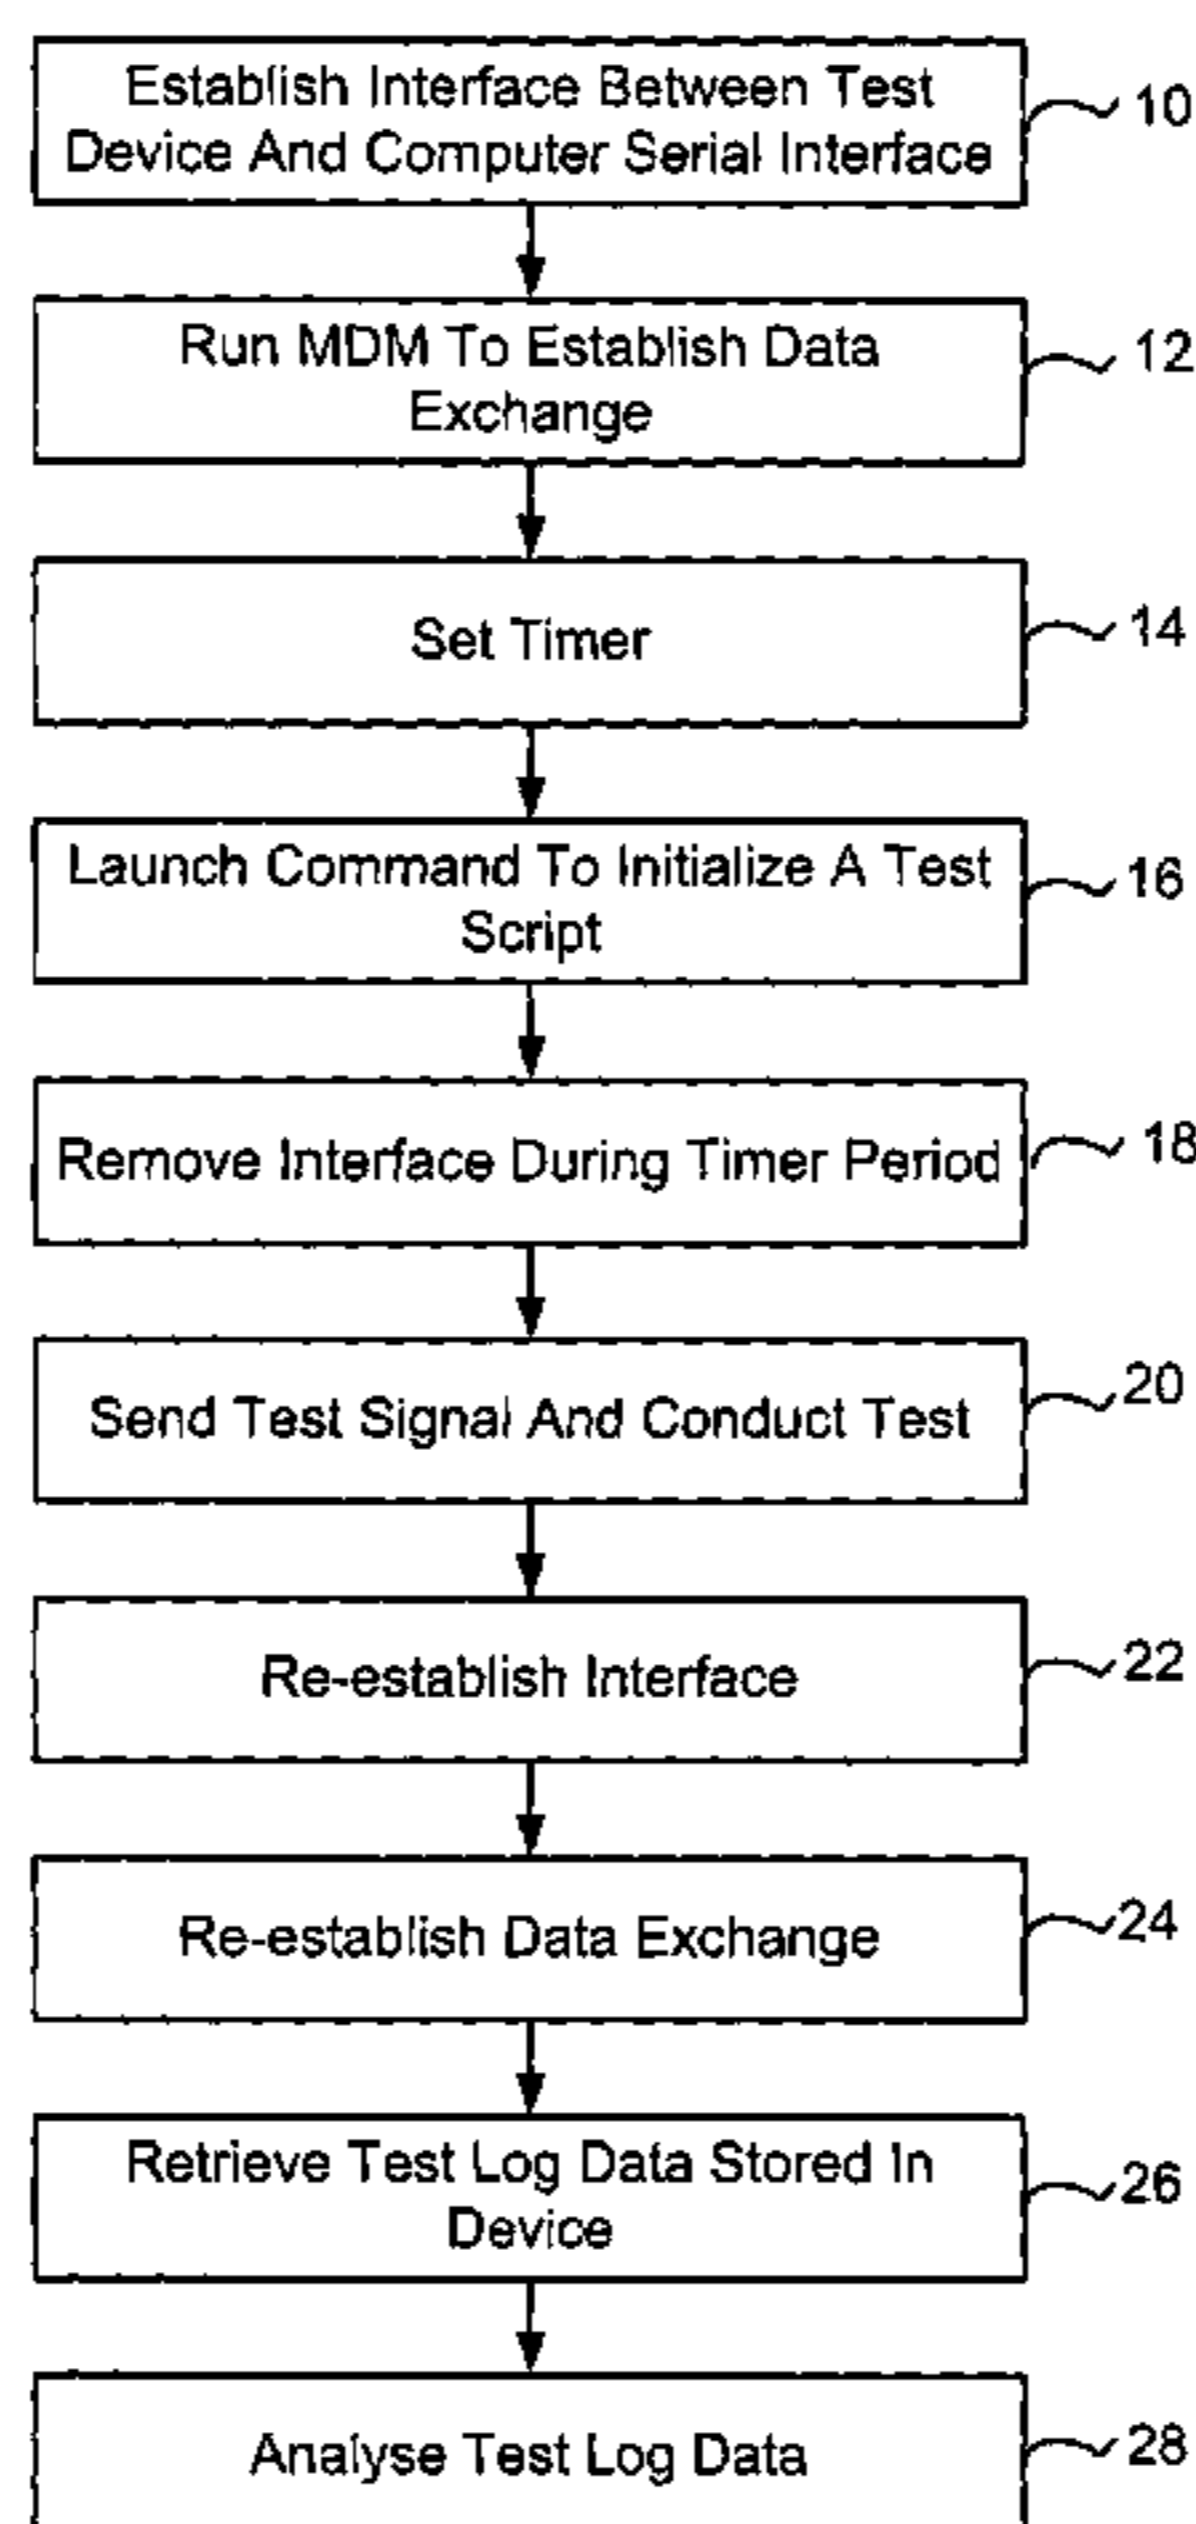 Establish Interface Between Test
Device And Computer Serial Interface
10
Run MDM To Establish Data
Exchange
12
Set Timer
14
Launch Command To Initialize A Test
Script
16
Remove Interface During Timer Period
18
Send Test Signal And Conduct Test
20
Re-establish Interface
22
Re-establish Data Exchange
24
Retrieve Test Log Data Stored In
Device
26
Analyse Test Log Data
28